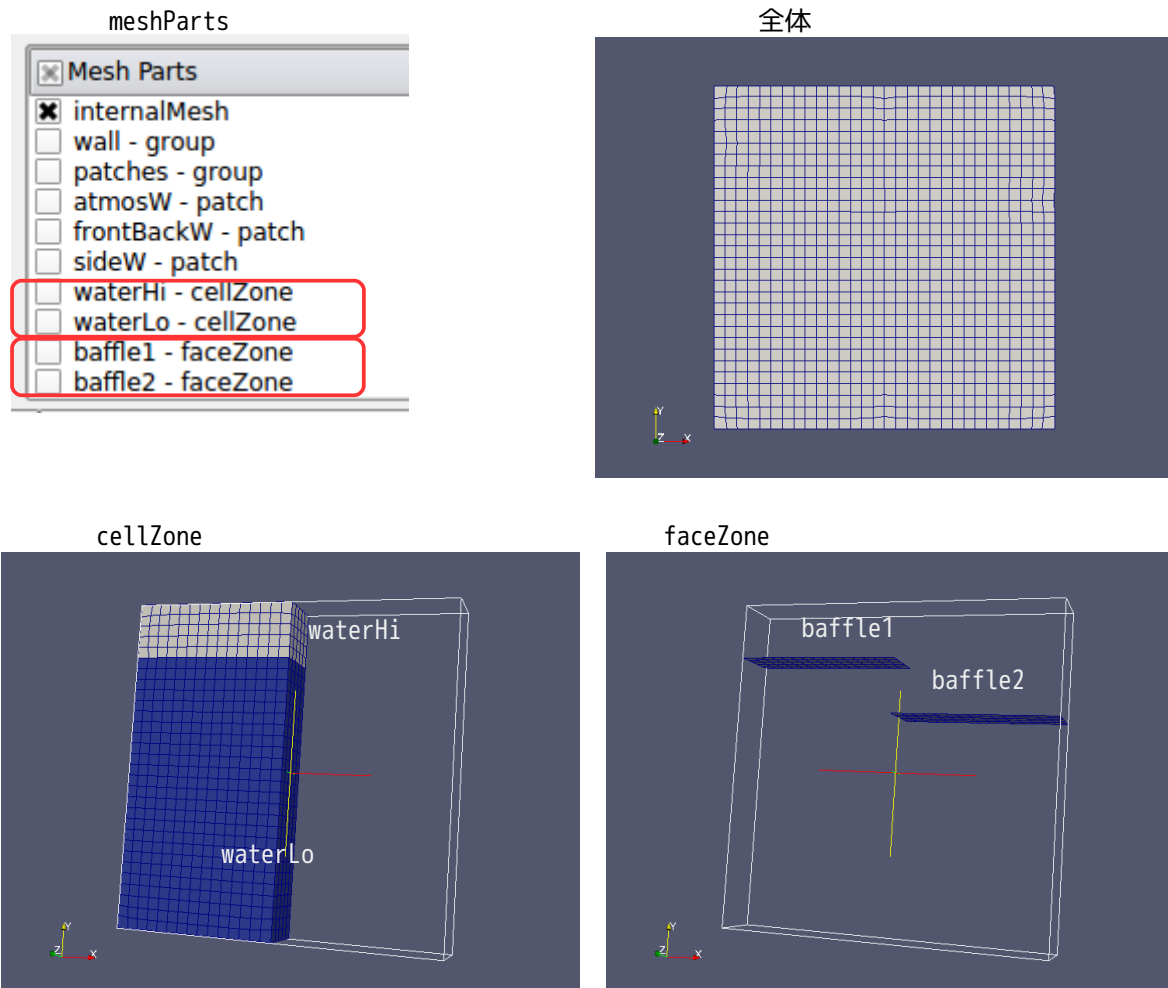 meshParts
全体
Mesh Parts
internalMesh
wall - group
patches - group
atmosW - patch
frontBackW - patch
sideW - patch
waterHi - cellZone
waterLo - cellZone
baffle1 - faceZone
baffle2 - faceZone
Y
Z X
cellZone
faceZone
waterHi
waterLo
Y
Z X
baffle1
baffle2
Y
Z X